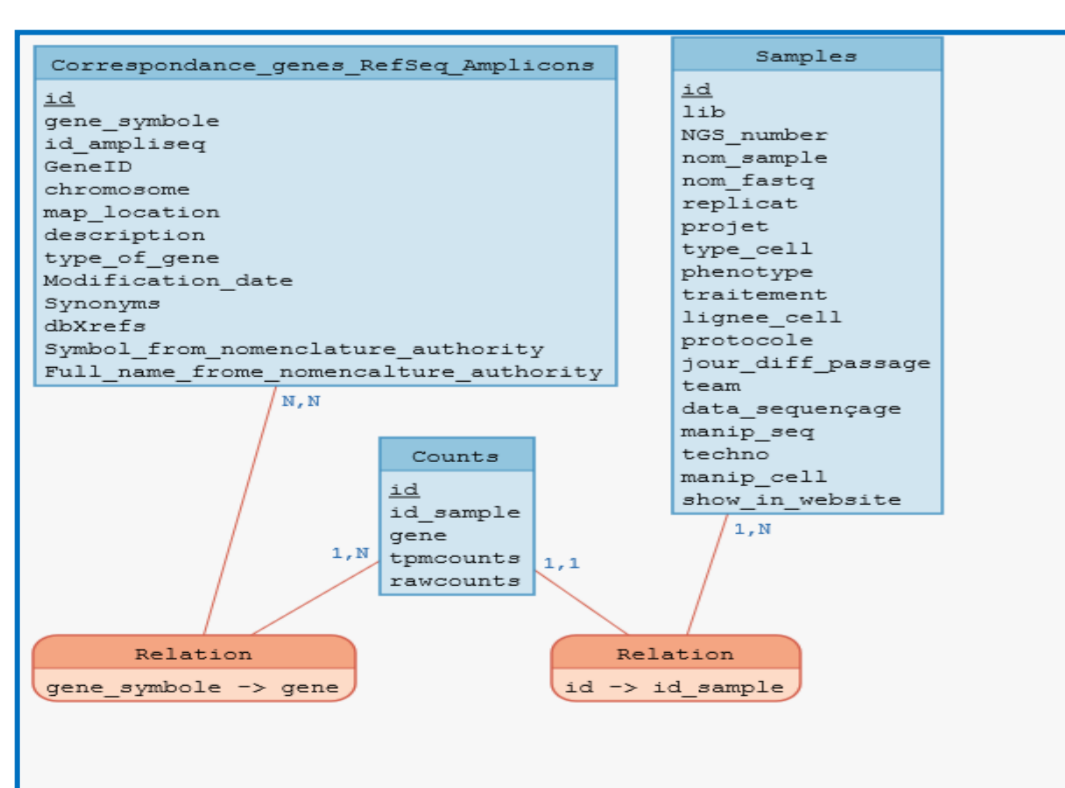 Correspondance_genes_RefSeq_Amplicons
id
gene_symbole
id_ampliseq
GeneID
chromosome
map_location
description
type_of_gene
Modification_date
Synonyms
dbXrefs
Symbol_from_nomenclature_authority
Full_name_frome_nomencalture_authority
N,N
Samples
id
lib
NGS_number
nom_sample
nom_fastq
replicat
projet
type_cell
phenotype
traitement
lignee_cell
protocole
jour_diff_passage
team
data_sequençage
manip_seq
techno
manip_cell
show_in_website
1,N
Counts
id
id_sample
gene
tpmcounts
rawcounts
1,N
1,1
Relation
gene_symbole -> gene
Relation
id -> id_sample